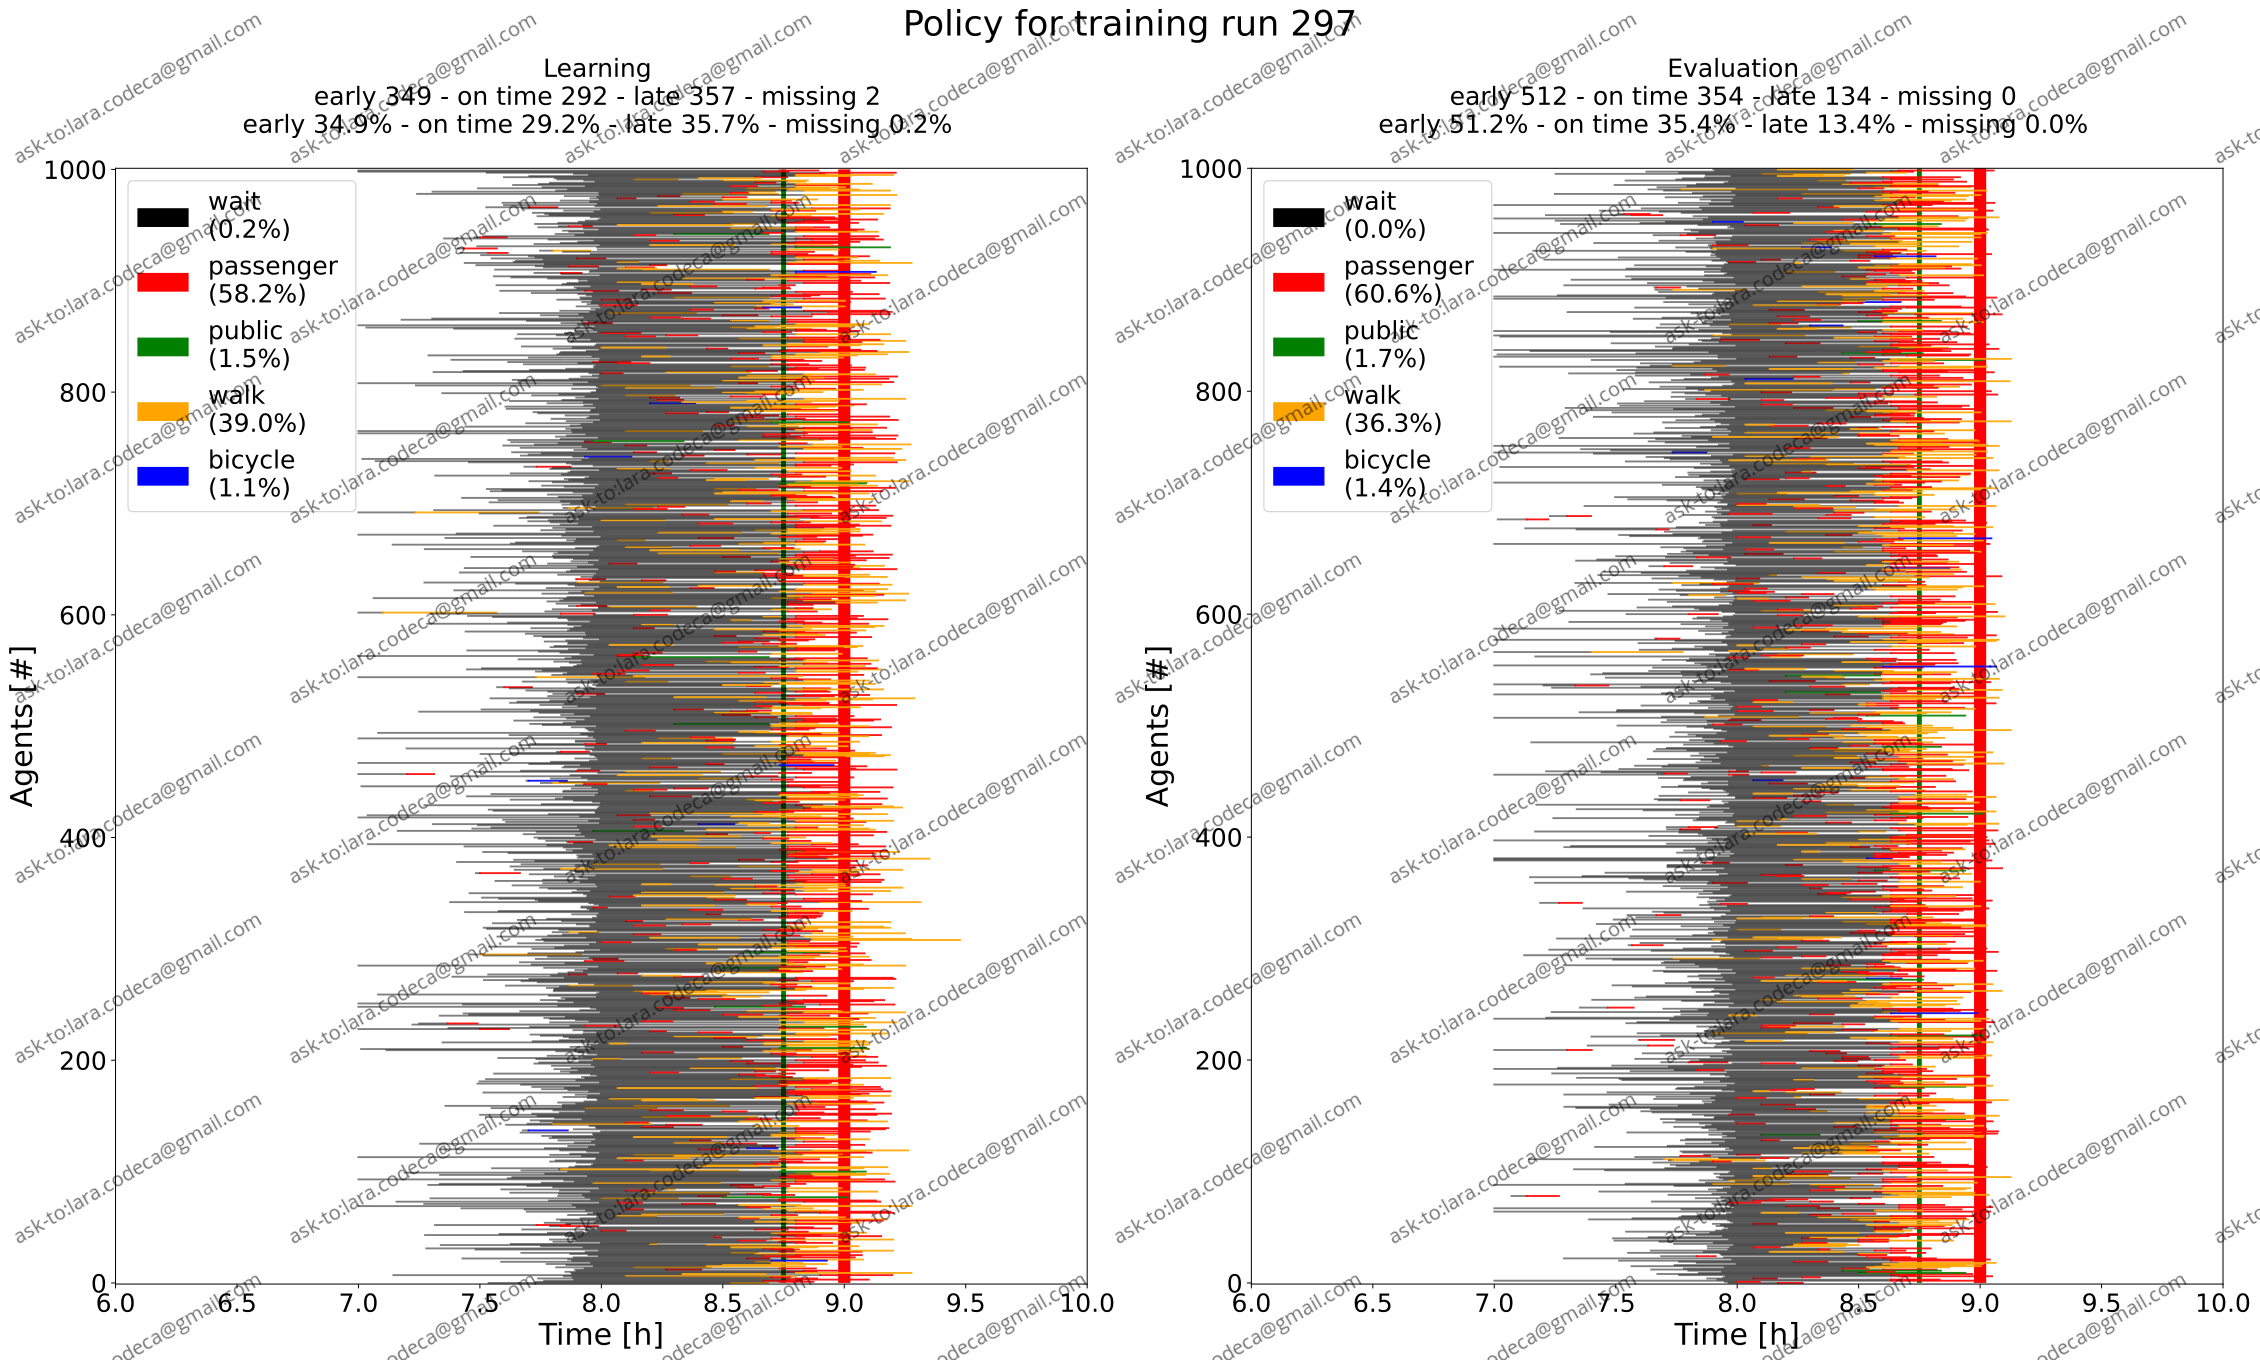 Policy for training run 297
Learning
early 349 - on time 292 - late 357 - missing 2
early 34.9% - on time 29.2% - late 35.7% - missing 0.2%
Agents [#]
1000
800
600
400
200
0
wait
(0.2%)
passenger
(58.2%)
public
(1.5%)
walk
(39.0%)
bicycle
(1.1%)
6.0 6.5 7.0 7.5 8.0 8.5 9.0 9.5 10.0
Time [h]
Evaluation
early 512 - on time 354 - late 134 - missing 0
early 51.2% - on time 35.4% - late 13.4% - missing 0.0%
Agents [#]
1000
800
600
400
200
0
wait
(0.0%)
passenger
(60.6%)
public
(1.7%)
walk
(36.3%)
bicycle
(1.4%)
6.0 6.5 7.0 7.5 8.0 8.5 9.0 9.5 10.0
Time [h]
ask-to:lara.codeca@gmail.com